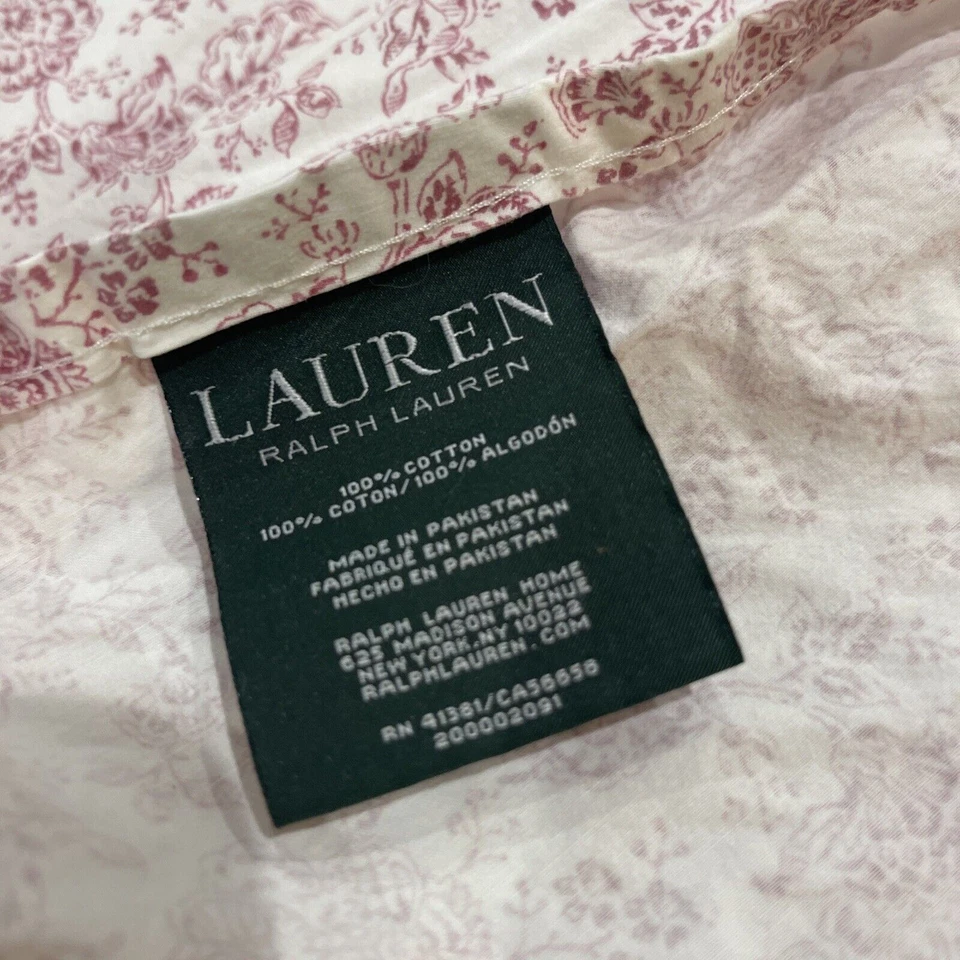 LAUREN
RALPH LAUREN
100% COTTON
100% COTON/100% ALGODÓN
MADE IN PAKISTAN
FABRIQUÉ EN PAKISTAN
HECHO EN PAKISTAN
RALPH LAUREN HOME
625 MADISON AVENUE
NEW YORK, NY 10022
RALPHLAUREN.COM
RN 41381/CA56858
200002091